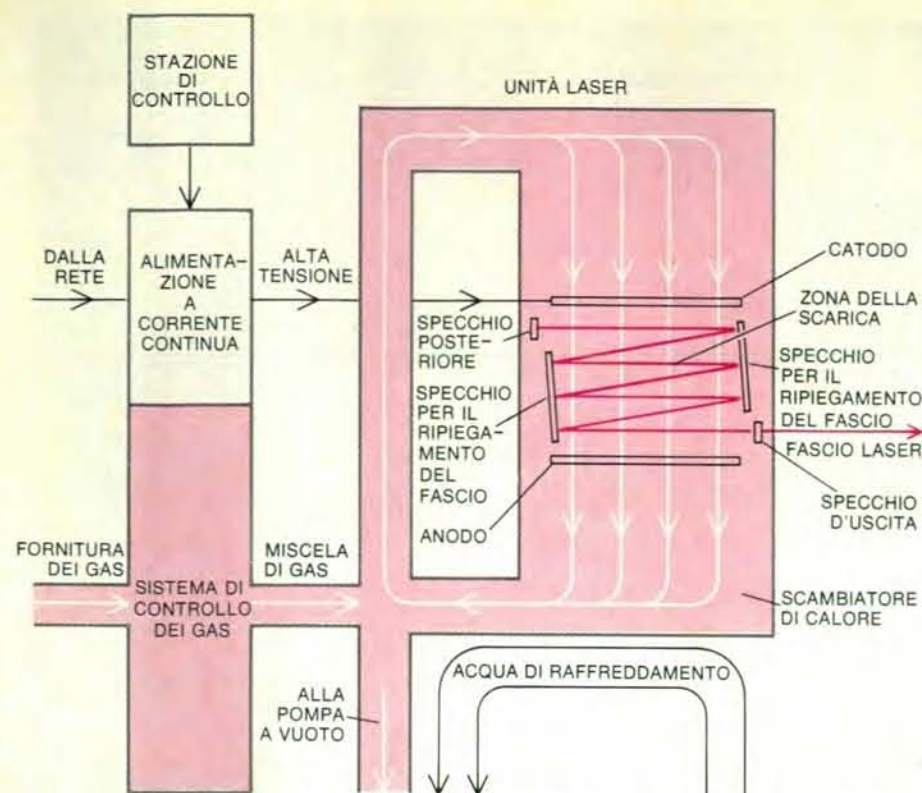 STAZIONE
DI
CONTROLLO
UNITÀ LASER
DALLA
RETE
ALIMENTA-
ZIONE
A
CORRENTE
CONTINUA
ALTA
TENSIONE
CATODO
ZONA DELLA
SCARICA
SPECCHIO
POSTE-
RIORE
SPECCHIO
PER IL
RIPIEGA-
MENTO
DEL
FASCIO
SPECCHIO
PER IL
RIPIEGAMENTO
DEL FASCIO
FASCIO LASER
SPECCHIO
D'USCITA
ANODO
FORNITURA
DEI GAS
SISTEMA DI
CONTROLLO
DEI GAS
MISCELA
DI GAS
SCAMBIATORE
DI CALORE
ACQUA DI RAFFREDDAMENTO
ALLA
POMPA
A VUOTO